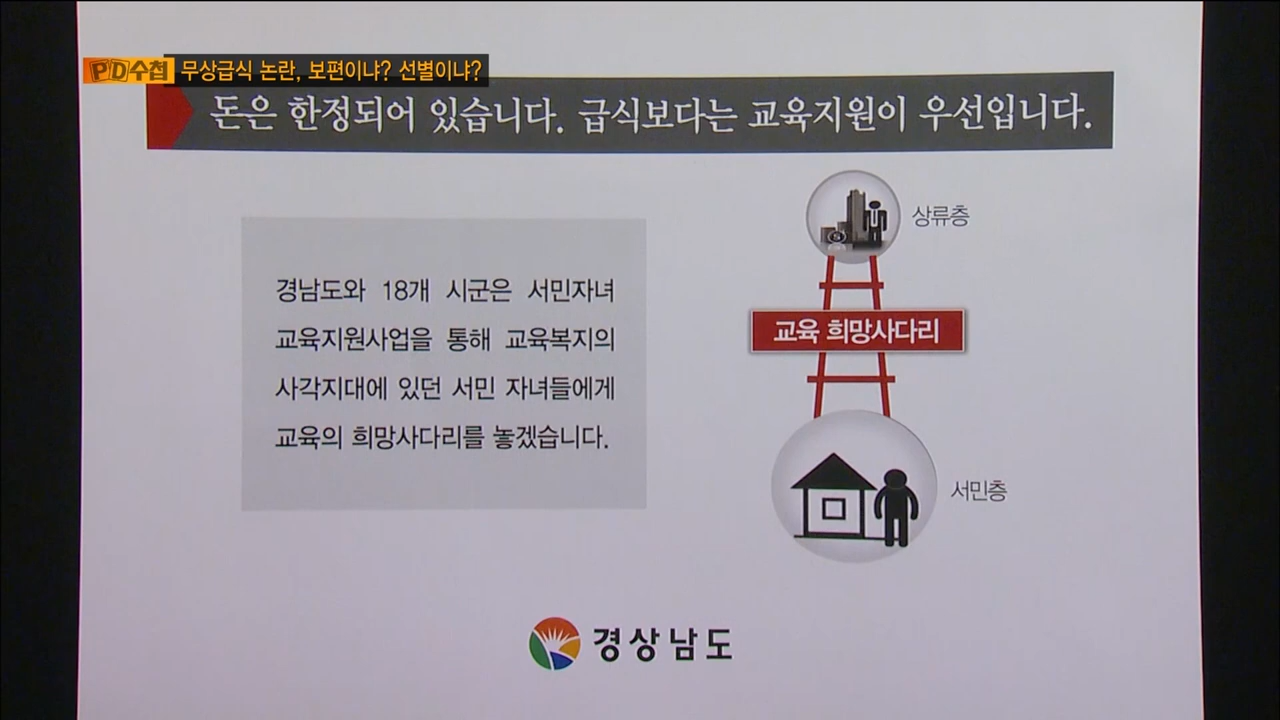 PD수첩 무상급식 논란, 보편이냐? 선별이냐?
돈은 한정되어 있습니다. 급식보다는 교육지원이 우선입니다.
경남도와 18개 시군은 서민자녀
교육지원사업을 통해 교육복지의
사각지대에 있던 서민 자녀들에게
교육의 희망사다리를 놓겠습니다.
상류층
교육 희망사다리
서민층
경상남도